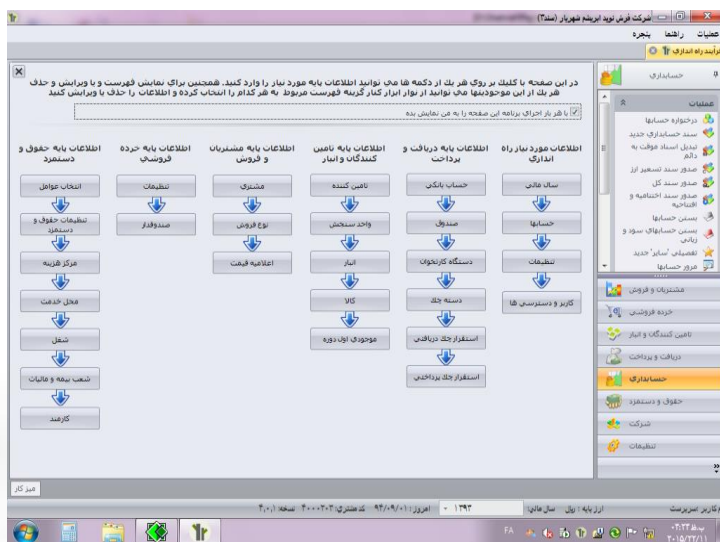 شرکت فرش نوید ابریشم شهریار (سند۳)
عملیات راهنما پنجره
فرآیند راه اندازی
حسابداری
عملیات
درختواره حسابها
سند حسابداری جدید
تبدیل اسناد موقت به دائم
صدور سند تسعیر ارز
صدور سند کل
صدور سند اختتامیه و افتتاحیه
بستن حسابها
بستن حسابهای سود و زیانی
تفصیلی 'سایر' جدید
مرور حسابها
مشتریان و فروش
خرده فروشی
تامین کنندگان و انبار
دریافت و پرداخت
حسابداری
حقوق و دستمزد
شرکت
تنظیمات
در این صفحه با کلیک بر روی هر یک از دکمه ها می توانید اطلاعات پایه مورد نیاز را وارد کنید. همچنین برای نمایش فهرست و یا ویرایش و حذف
هر یک از این موجودیتها می توانید از نوار ابزار کنار گزینه فهرست مربوط به هر کدام را انتخاب کرده و اطلاعات را حذف یا ویرایش کنید
با هر بار اجرای برنامه این صفحه را به من نمایش بده
اطلاعات مورد نیاز راه اندازی
سال مالی
حسابها
تنظیمات
کاربر و دسترسی ها
اطلاعات پایه دریافت و پرداخت
حساب بانکی
صندوق
دستگاه کارتخوان
دسته چک
استقرار چک دریافتی
استقرار چک پرداختی
اطلاعات پایه تامین کنندگان و انبار
تامین کننده
واحد سنجش
انبار
کالا
موجودی اول دوره
اطلاعات پایه مشتریان و فروش
مشتری
نوع فروش
اعلامیه قیمت
اطلاعات پایه خرده فروشی
تنظیمات
صندوقدار
اطلاعات پایه حقوق و دستمزد
انتخاب عوامل
تنظیمات حقوق و دستمزد
مرکز هزینه
محل خدمت
شغل
شعب بیمه و مالیات
کارمند
میز کار
کاربر: سرپرست ارز پایه : ریال سال مالی: ۱۳۹۳ امروز: ۹۴/۰۹/۰۱ کد مشتری: ۴۰۰۰۲۰۳ نسخه: ۴,۰,۱
FA